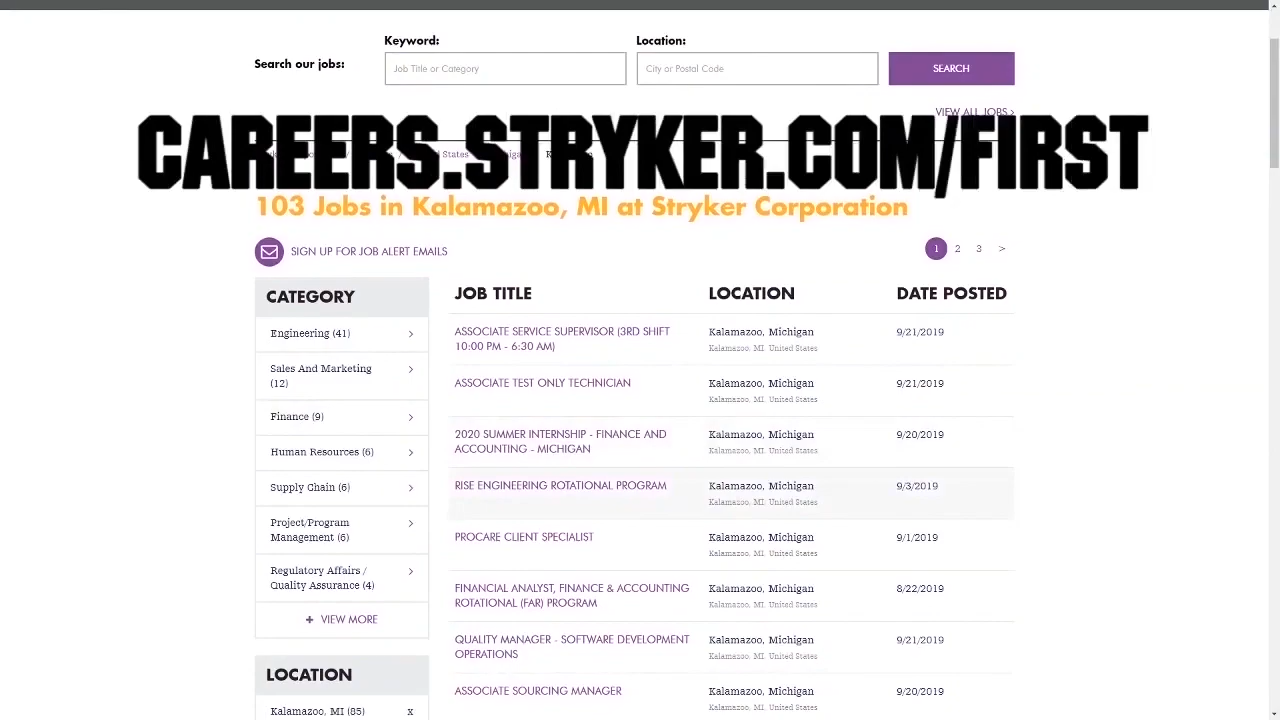 Keyword:
Location:
Search our jobs:
Job Title or Category
City or Postal Code
SEARCH
VIEW ALL JOBS >
CAREERS.STRYKER.COM/FIRST
103 Jobs in Kalamazoo, MI at Stryker Corporation
SIGN UP FOR JOB ALERT EMAILS
1 2 3 >
CATEGORY
Engineering (41) >
Sales And Marketing >
(12)
Finance (9) >
Human Resources (6) >
Supply Chain (6) >
Project/Program >
Management (6)
Regulatory Affairs / >
Quality Assurance (4)
+ VIEW MORE
LOCATION
Kalamazoo, MI (85) x
JOB TITLE LOCATION DATE POSTED
ASSOCIATE SERVICE SUPERVISOR (3RD SHIFT Kalamazoo, Michigan 9/21/2019
10:00 PM - 6:30 AM) Kalamazoo, MI, United States
ASSOCIATE TEST ONLY TECHNICIAN Kalamazoo, Michigan 9/21/2019
Kalamazoo, MI, United States
2020 SUMMER INTERNSHIP - FINANCE AND Kalamazoo, Michigan 9/20/2019
ACCOUNTING - MICHIGAN Kalamazoo, MI, United States
RISE ENGINEERING ROTATIONAL PROGRAM Kalamazoo, Michigan 9/3/2019
Kalamazoo, MI, United States
PROCARE CLIENT SPECIALIST Kalamazoo, Michigan 9/1/2019
Kalamazoo, MI, United States
FINANCIAL ANALYST, FINANCE & ACCOUNTING Kalamazoo, Michigan 8/22/2019
ROTATIONAL (FAR) PROGRAM Kalamazoo, MI, United States
QUALITY MANAGER - SOFTWARE DEVELOPMENT Kalamazoo, Michigan 9/21/2019
OPERATIONS Kalamazoo, MI, United States
ASSOCIATE SOURCING MANAGER Kalamazoo, Michigan 9/20/2019
Kalamazoo, MI, United States